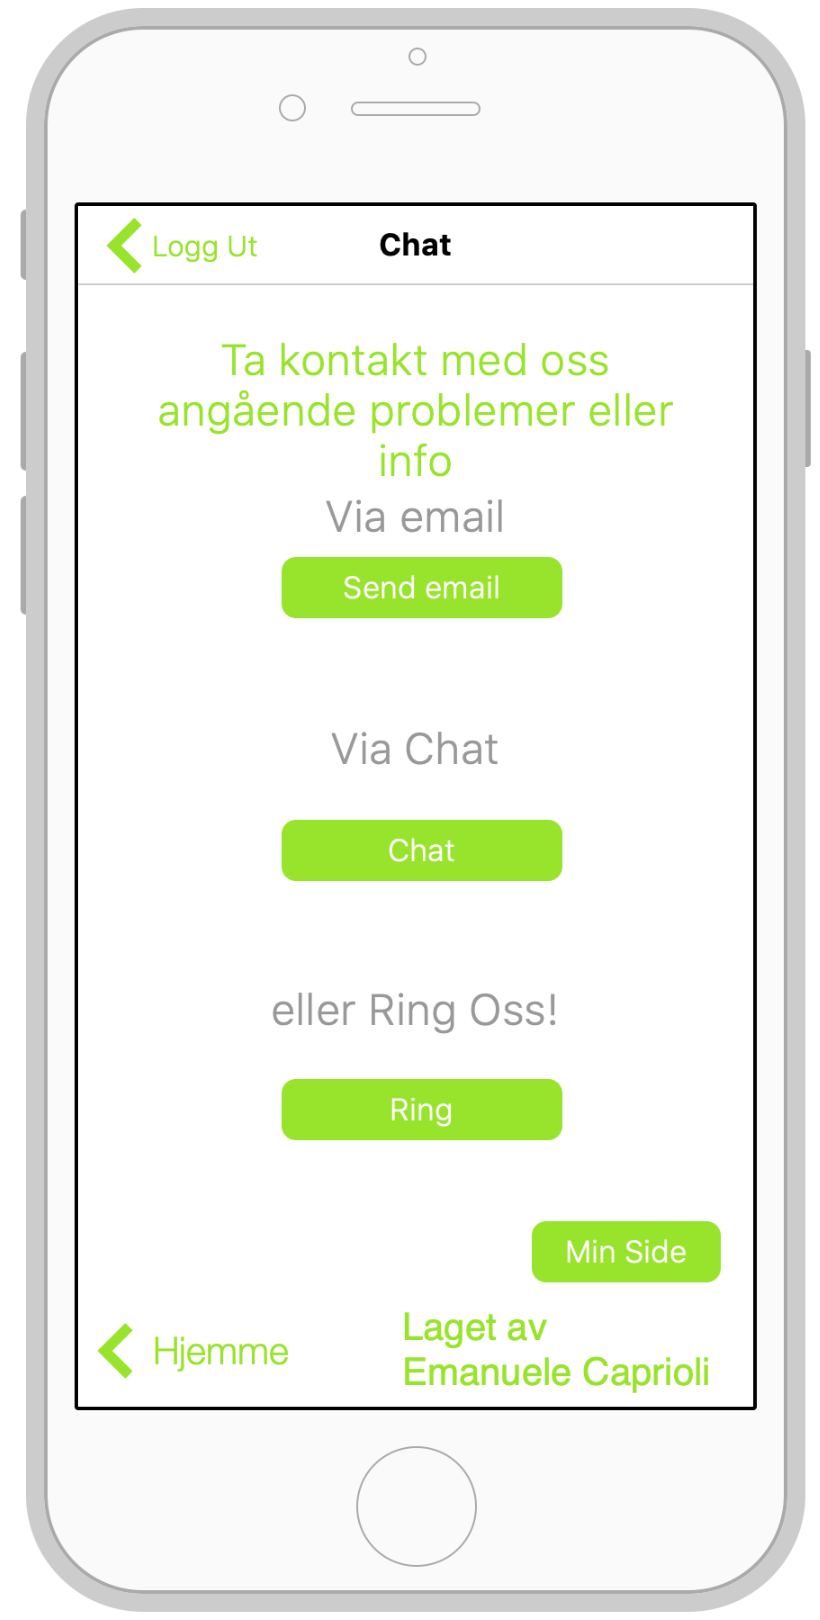 Logg Ut
Chat
Ta kontakt med oss
angående problemer eller
info
Via email
Send email
Via Chat
Chat
eller Ring Oss!
Ring
Min Side
Hjemme
Laget av
Emanuele Caprioli